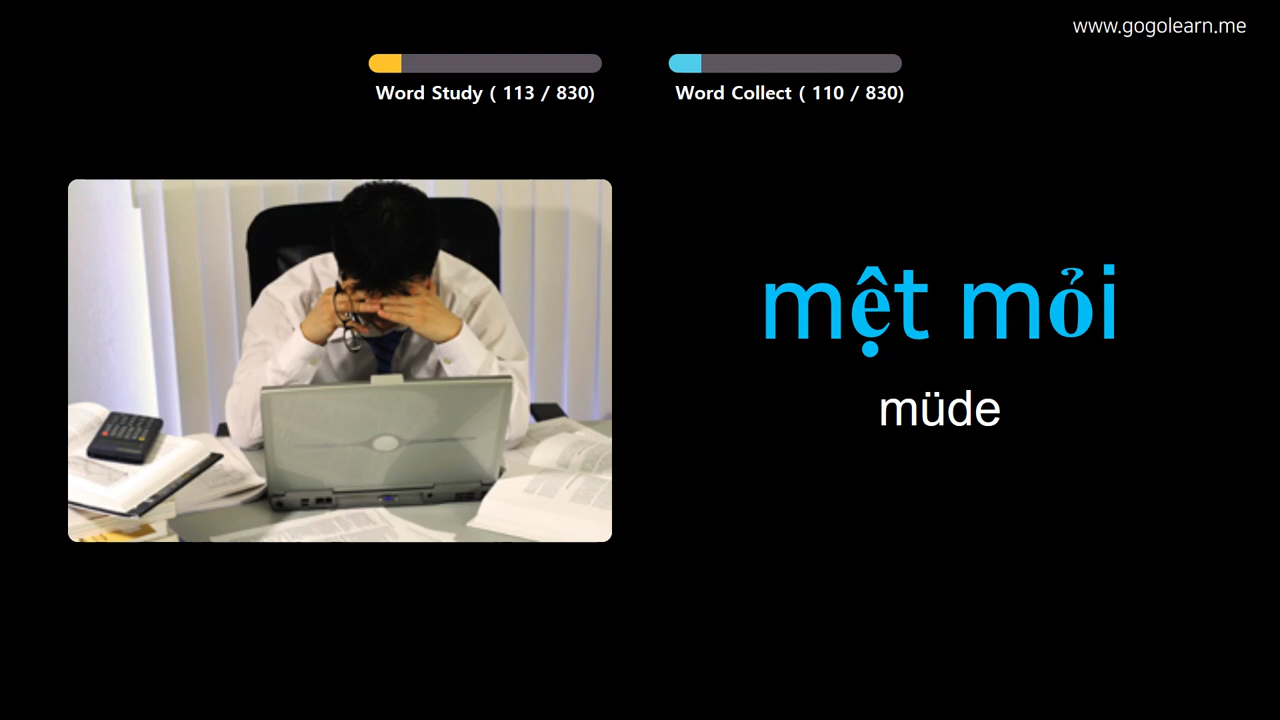 www.gogolearn.me
Word Study ( 113 / 830)
Word Collect ( 110 / 830)
mệt mỏi
müde